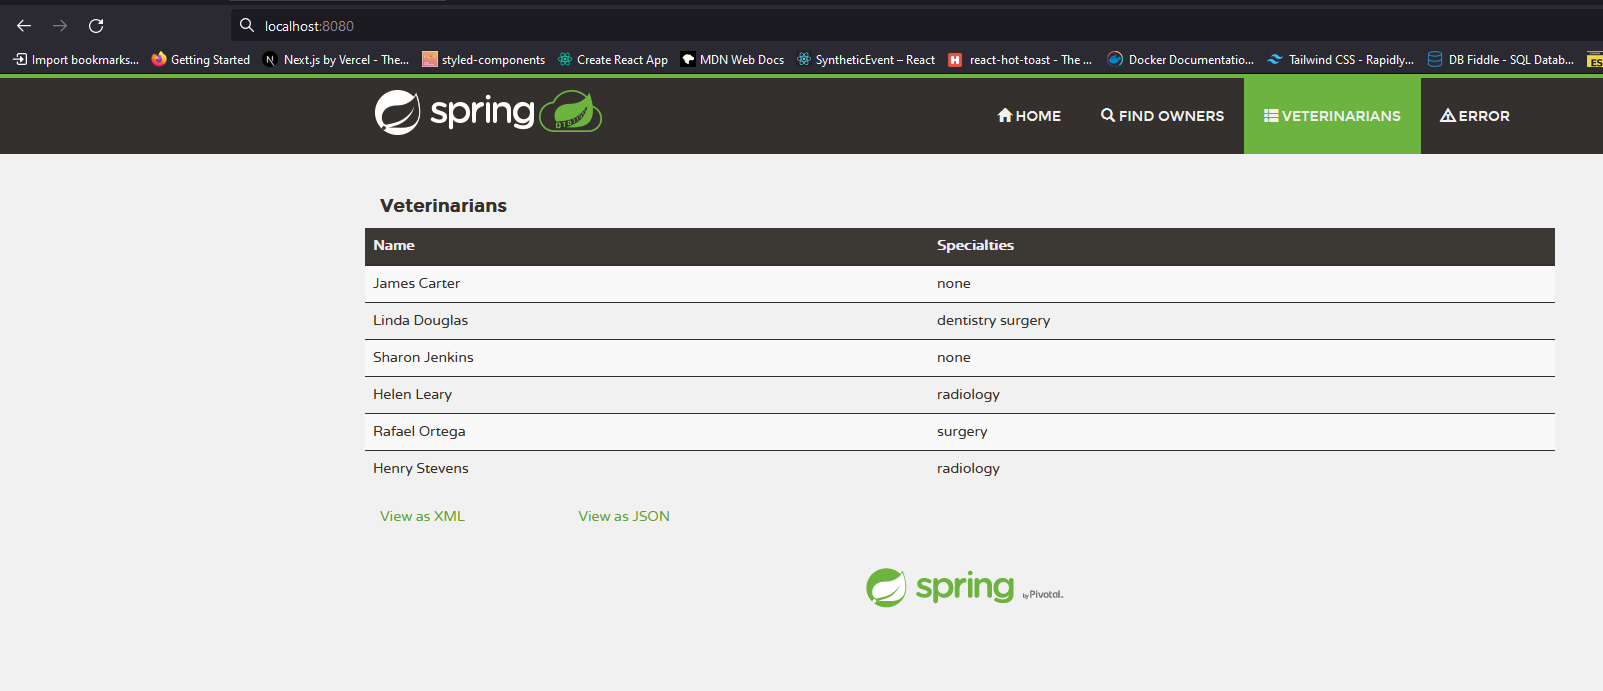 localhost:8080
Import bookmarks... Getting Started Next.js by Vercel - The... styled-components Create React App MDN Web Docs SyntheticEvent – React react-hot-toast - The ... Docker Documentatio... Tailwind CSS - Rapidly... DB Fiddle - SQL Datab... ES
spring HOME FIND OWNERS VETERINARIANS ERROR
Veterinarians
Name Specialties
James Carter none
Linda Douglas dentistry surgery
Sharon Jenkins none
Helen Leary radiology
Rafael Ortega surgery
Henry Stevens radiology
View as XML View as JSON
spring by Pivotal.